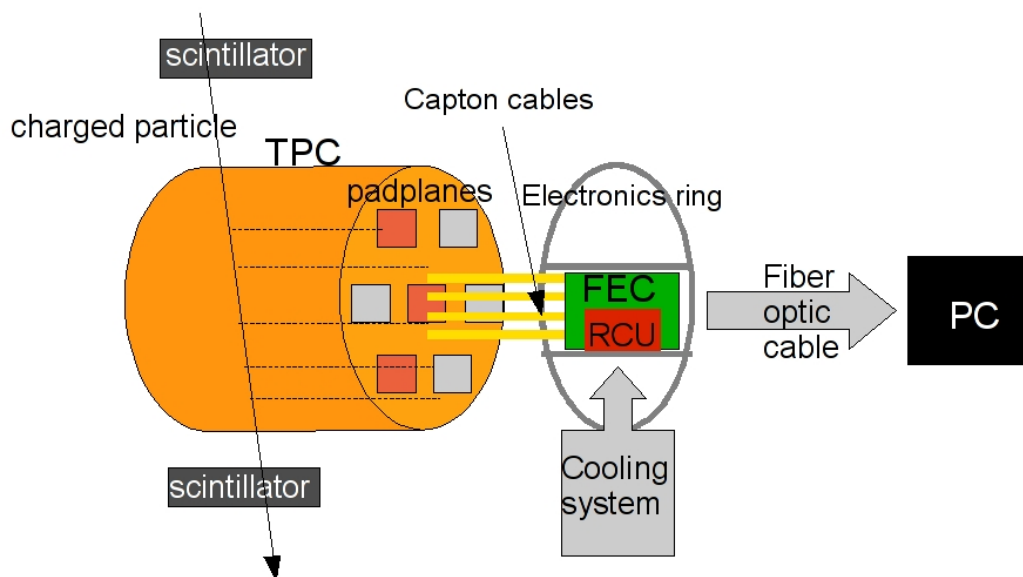 scintillator
Capton cables
charged particle
TPC
padplanes
Electronics ring
FEC
RCU
Fiber
optic
cable
PC
scintillator
Cooling
system